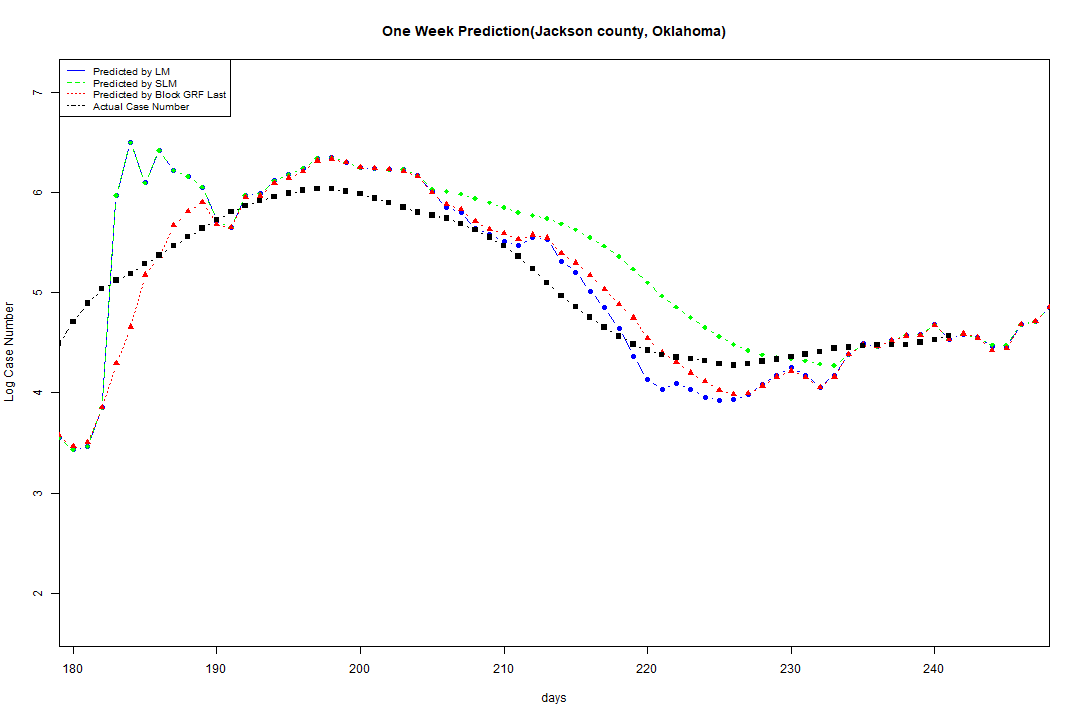 One Week Prediction(Jackson county, Oklahoma)
Predicted by LM
Predicted by SLM
Predicted by Block GRF Last
Actual Case Number
7
6
5
4
3
2
Log Case Number
180 190 200 210 220 230 240
days